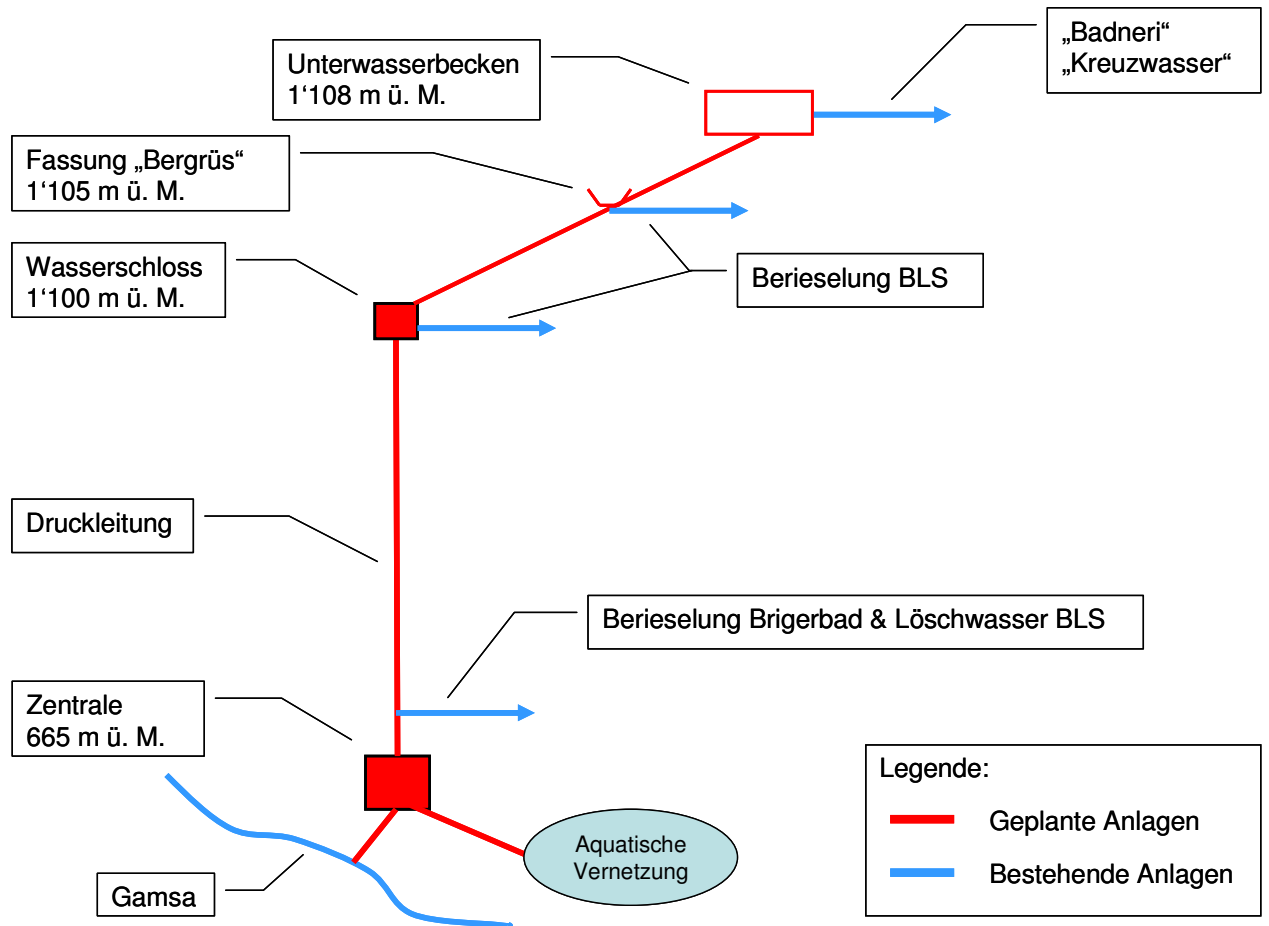 „Badneri“
„Kreuzwasser“
Unterwasserbecken
1'108 m ü. M.
Fassung „Bergrüs“
1‘105 m ü. M.
Wasserschloss
1'100 m ü. M.
Berieselung BLS
Druckleitung
Berieselung Brigerbad & Löschwasser BLS
Zentrale
665 m ü. M.
Legende:
Geplante Anlagen
Bestehende Anlagen
Aquatische
Vernetzung
Gamsa